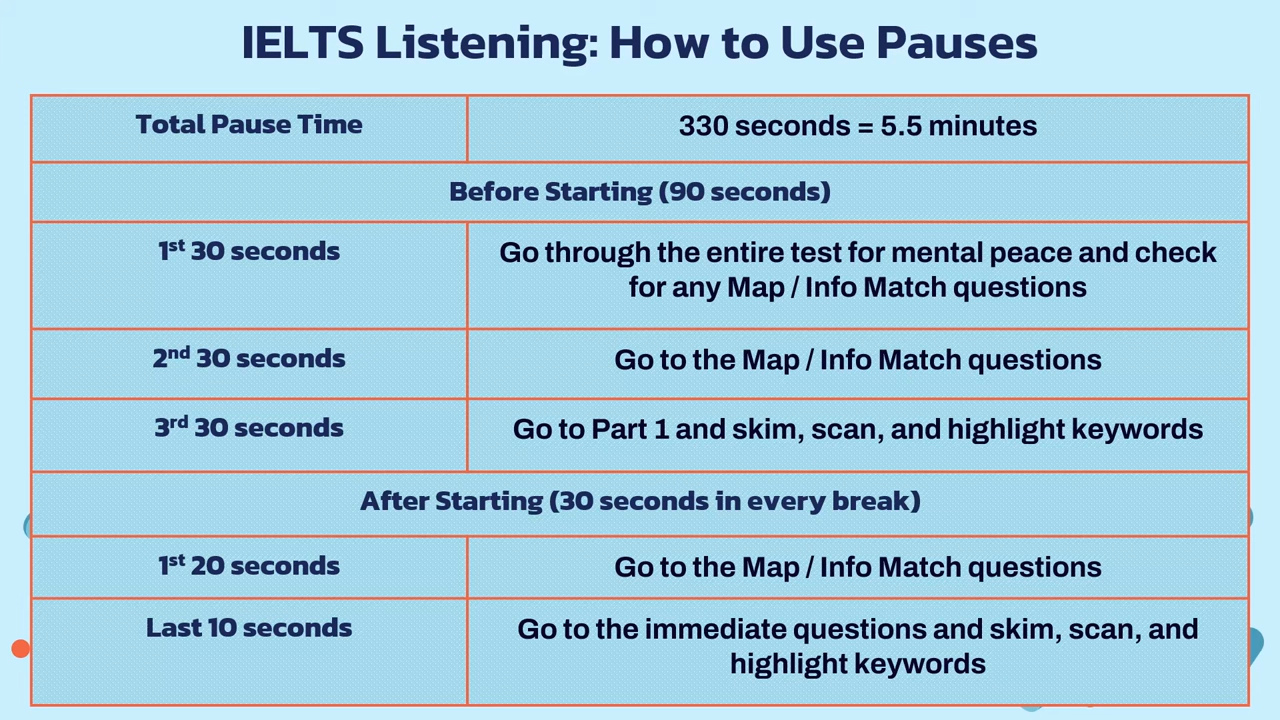 IELTS Listening: How to Use Pauses
Total Pause Time
330 seconds = 5.5 minutes
Before Starting (90 seconds)
1st 30 seconds
Go through the entire test for mental peace and check
for any Map / Info Match questions
2nd 30 seconds
Go to the Map / Info Match questions
3rd 30 seconds
Go to Part 1 and skim, scan, and highlight keywords
After Starting (30 seconds in every break)
1st 20 seconds
Go to the Map / Info Match questions
Last 10 seconds
Go to the immediate questions and skim, scan, and
highlight keywords